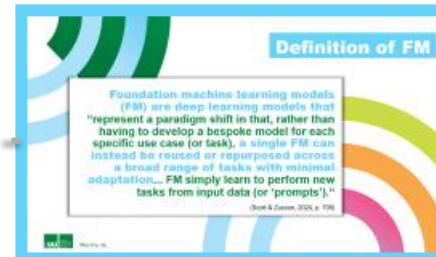 Definition of FM
Foundation machine learning models
(FM) are deep learning models that
"represent a paradigm shift in that, rather than
having to develop a bespoke model for each
specific use case (or task), a single FM can
instead be reused or repurposed across
a broad range of tasks with minimal
adaptation... FM simply learn to perform new
tasks from input data (or 'prompts')."